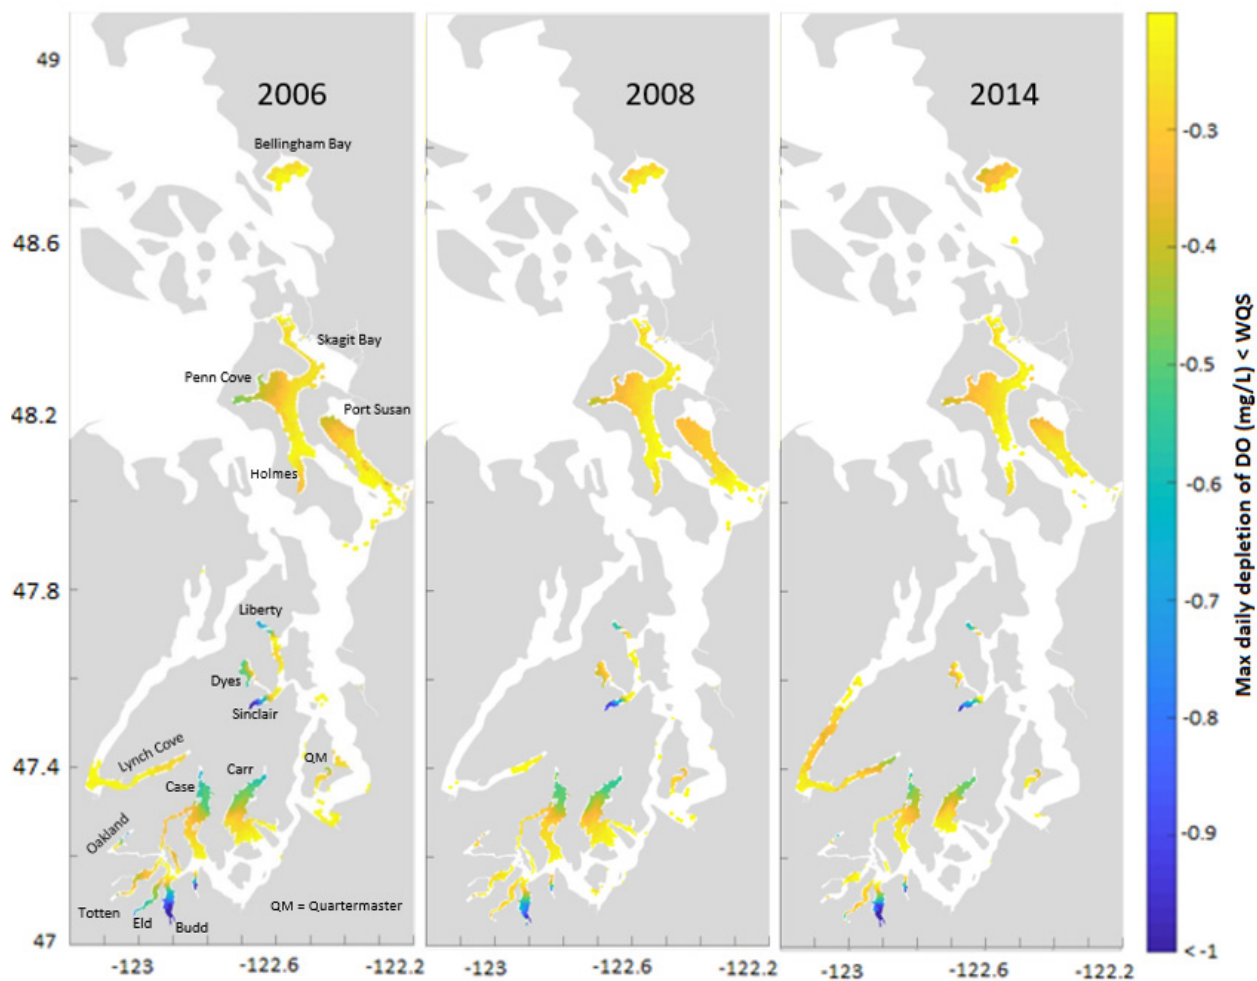 2006
2008
2014
49
48.6
48.2
47.8
47.4
47
Bellingham Bay
Skagit Bay
Penn Cove
Port Susan
Holmes
Liberty
Dyes
Sinclair
Lynch Cove
QM
Carr
Case
Oakland
Totten
Eld
Budd
QM = Quartermaster
-123
-122.6
-122.2
-123
-122.6
-122.2
-123
-122.6
-122.2
-0.3
-0.4
-0.5
-0.6
-0.7
-0.8
-0.9
< -1
Max daily depletion of DO (mg/L) < WQS